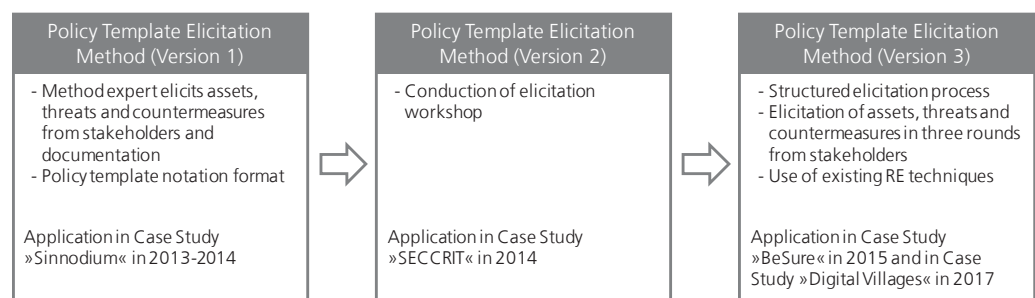 Policy Template Elicitation
Method (Version 1)
- Method expert elicits assets,
threats and countermeasures
from stakeholders and
documentation
- Policy template notation format
Application in Case Study
»Sinnodium« in 2013-2014
Policy Template Elicitation
Method (Version 2)
- Conduction of elicitation
workshop
Application in Case Study
»SECCRIT« in 2014
Policy Template Elicitation
Method (Version 3)
- Structured elicitation process
- Elicitation of assets, threats and
countermeasures in three rounds
from stakeholders
- Use of existing RE techniques
Application in Case Study
»BeSure« in 2015 and in Case
Study »Digital Villages« in 2017